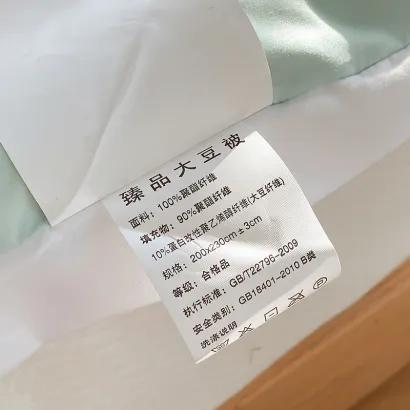 臻品大豆被
面料：100%聚酯纤维
填充物：90%聚酯纤维
10%蛋白改性聚乙烯醇纤维(大豆纤维)
规格：200x230cm±3cm
等级：合格品
执行标准：GB/T22796-2009
安全类别：GB18401-2010 B类
洗涤说明